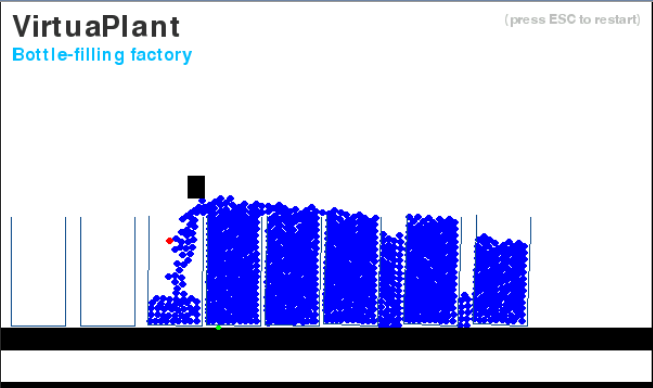 VirtuaPlant
(press ESC to restart)
Bottle-filling factory